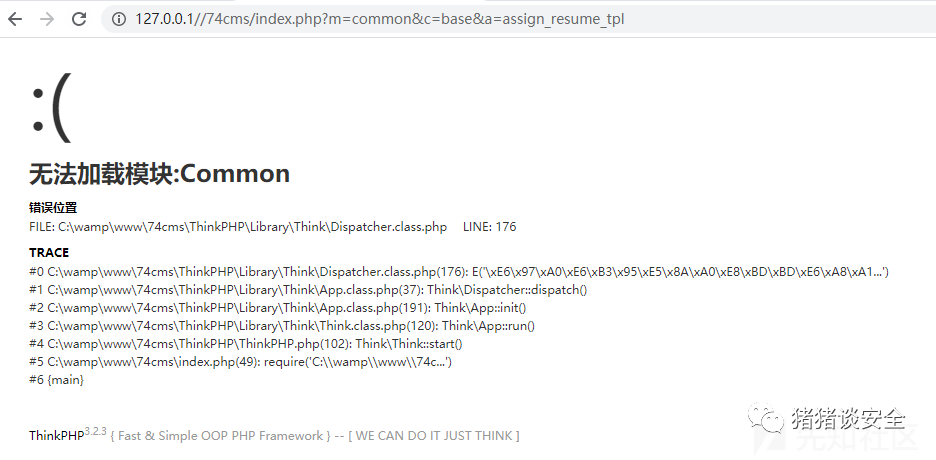 127.0.0.1//74cms/index.php?m=common&c=base&a=assign_resume_tpl
:(
无法加载模块:Common
错误位置
FILE: C:\wamp\www\74cms\ThinkPHP\Library\Think\Dispatcher.class.php LINE: 176
TRACE
#0 C:\wamp\www\74cms\ThinkPHP\Library\Think\Dispatcher.class.php(176): E('\xE6\x97\xA0\xE6\xB3\x95\xE5\x8A\xA0\xE8\xBD\xBD\xE6\xA8\xA1...')
#1 C:\wamp\www\74cms\ThinkPHP\Library\Think\App.class.php(37): Think\Dispatcher::dispatch()
#2 C:\wamp\www\74cms\ThinkPHP\Library\Think\App.class.php(191): Think\App::init()
#3 C:\wamp\www\74cms\ThinkPHP\Library\Think\Think.class.php(120): Think\App::run()
#4 C:\wamp\www\74cms\ThinkPHP\ThinkPHP.php(102): Think\Think::start()
#5 C:\wamp\www\74cms\index.php(49): require('C:\\wamp\\www\\74c...')
#6 {main}
猪猪谈安全
先知社区
ThinkPHP3.2.3 { Fast & Simple OOP PHP Framework } -- [ WE CAN DO IT JUST THINK ]